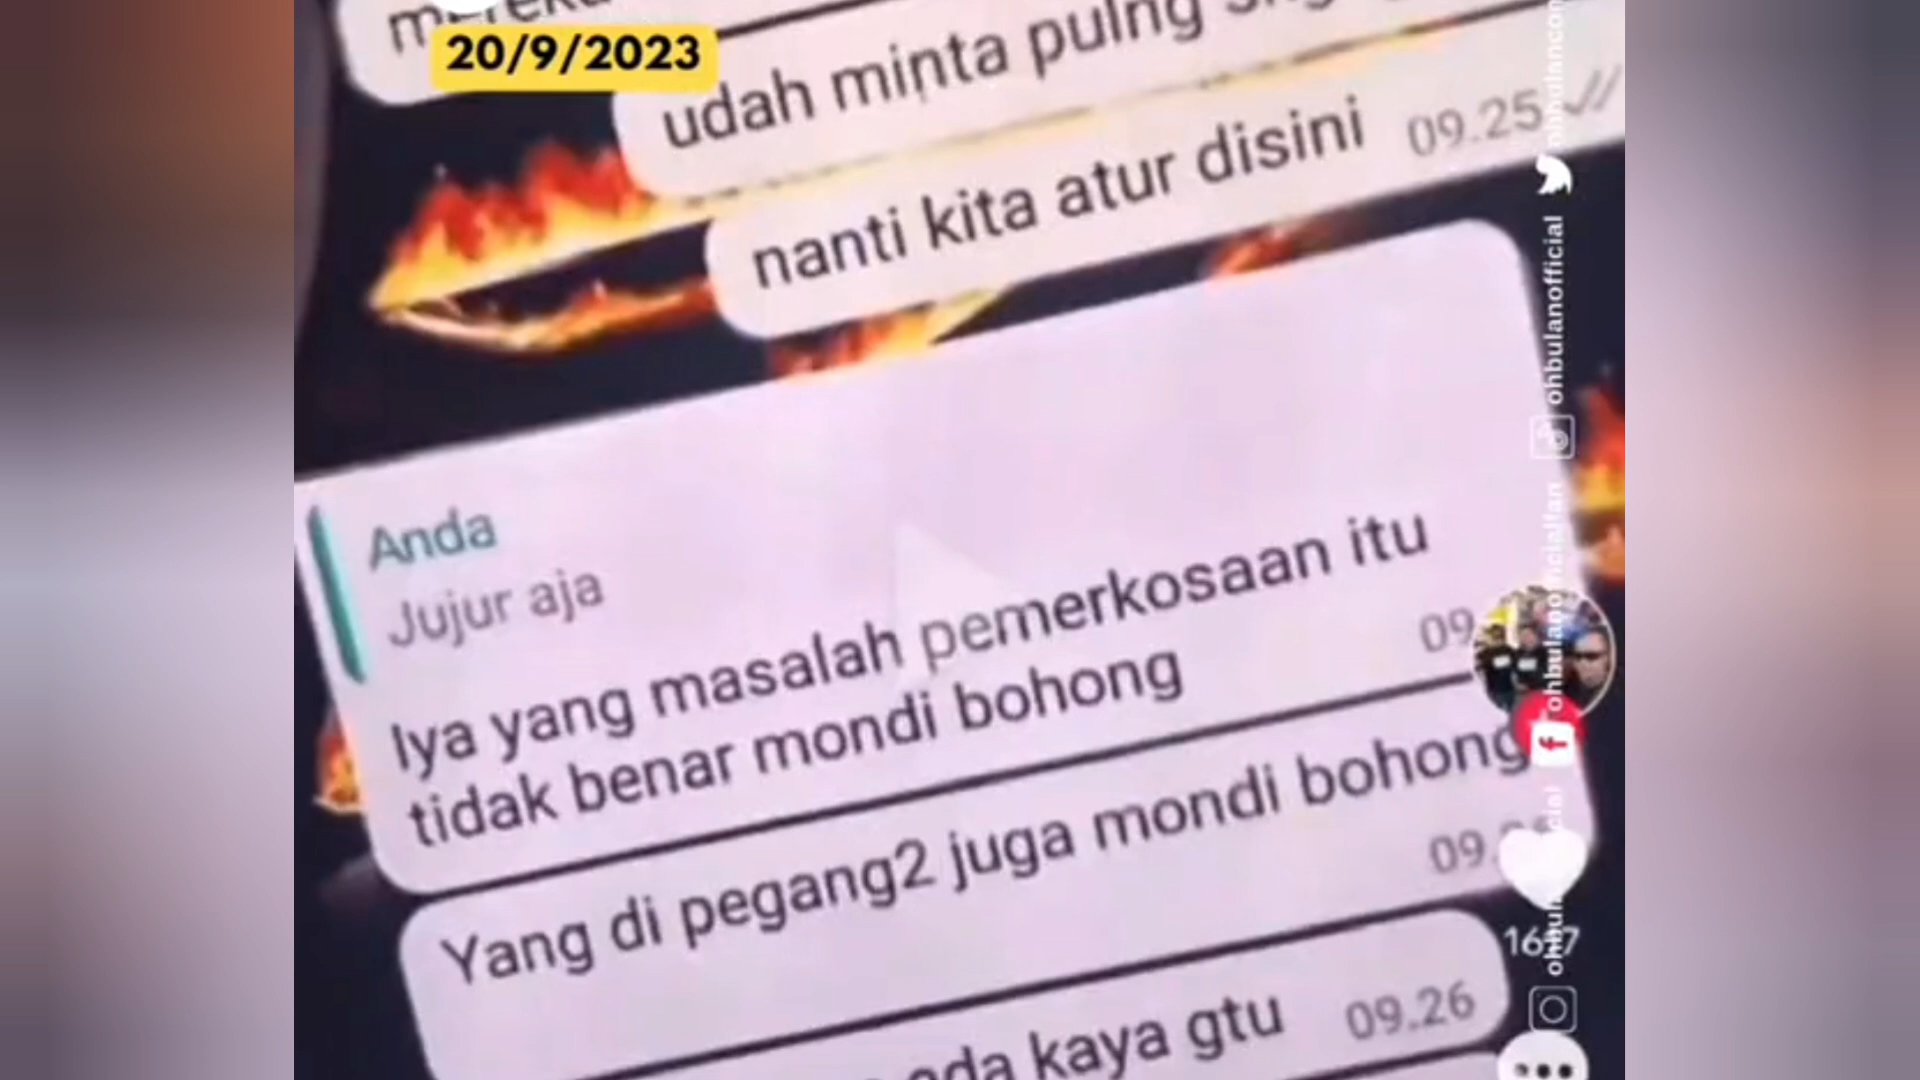 20/9/2023
udah minta pulng
nanti kita atur disini 09.25
Anda
Jujur aja
Iya yang masalah pemerkosaan itu
tidak benar mondi bohong
Yang di pegang2 juga mondi bohong
kaya gtu 09.26
ohbulanofficial